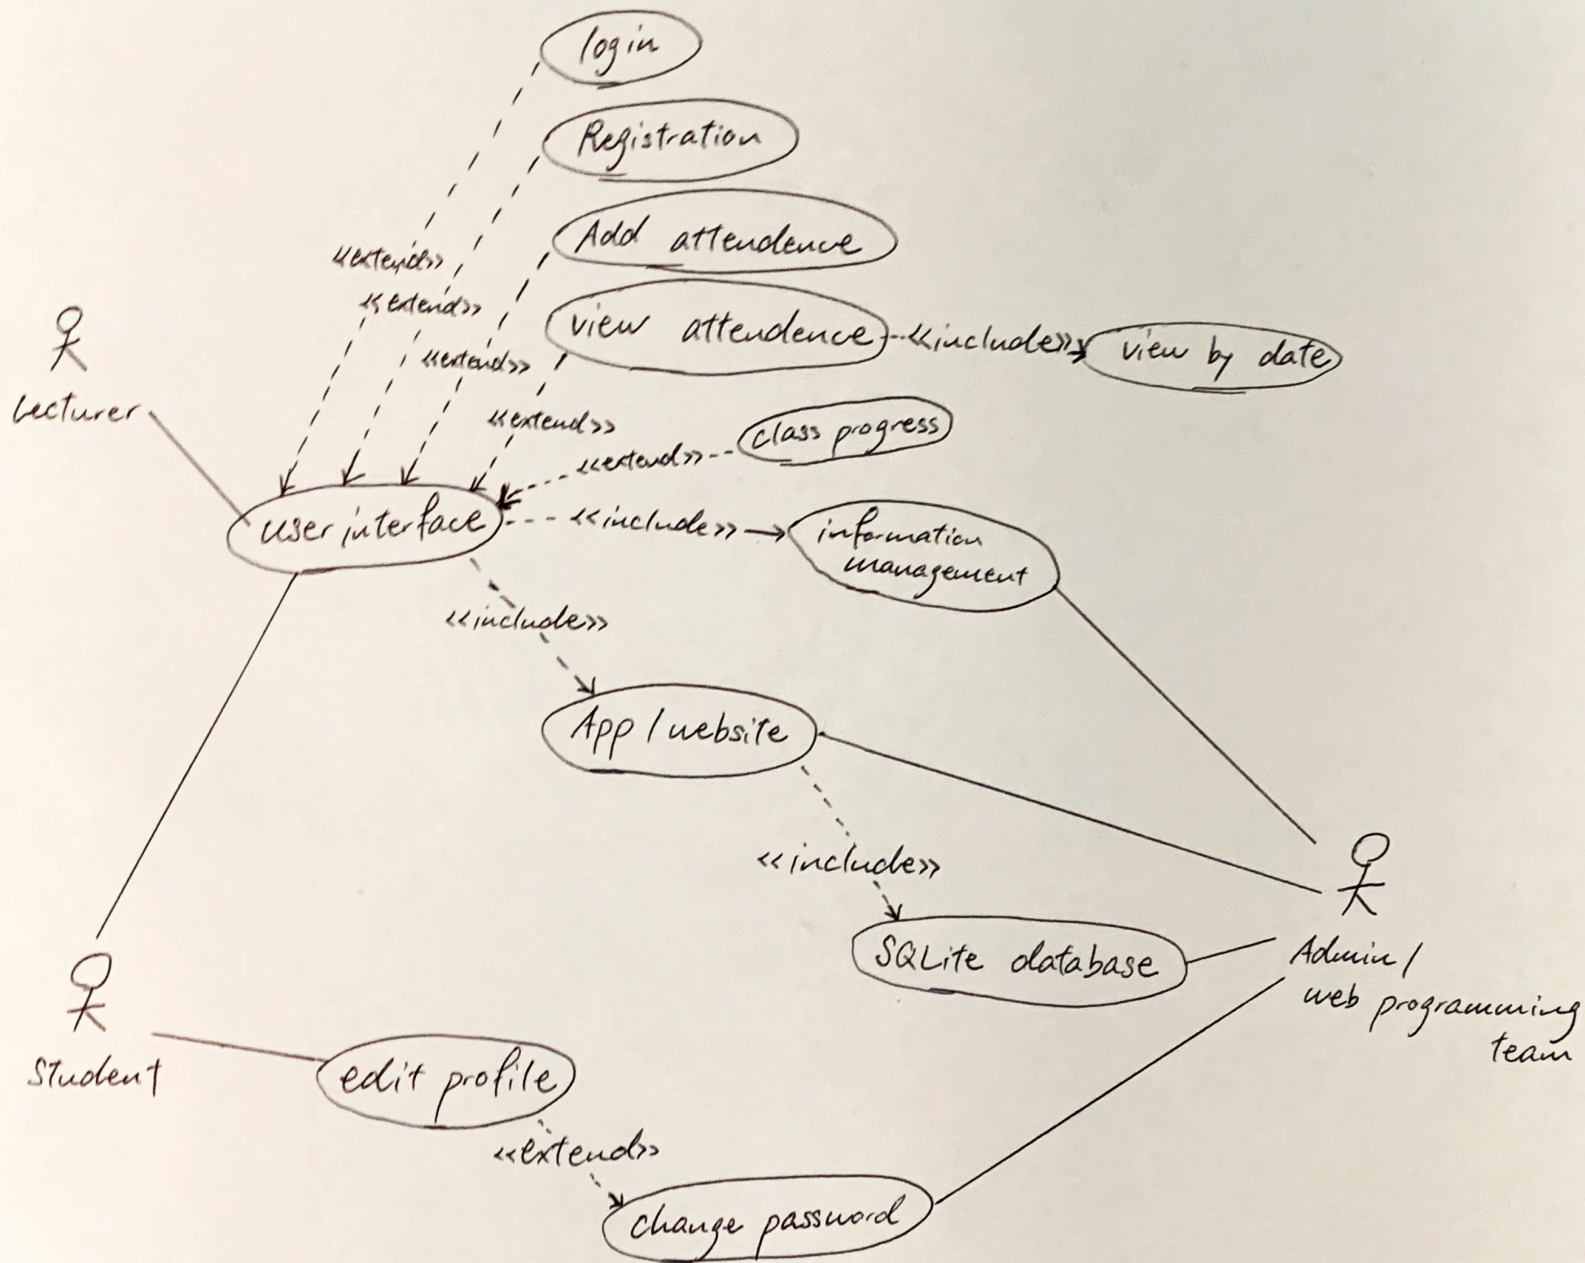 login
Registration
Add attendence
<<extend>>
<<extend>>
view attendence
<<include>>
view by date
<<extend>>
Lecturer
<<extend>>
class progress
<<extend>>
user interface
<<include>>
information
management
<<include>>
App / website
<<include>>
SQLite database
Admin /
web programming
team
Student
edit profile
<<extend>>
change password